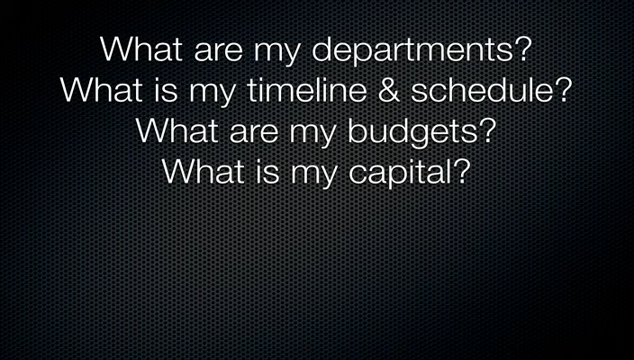 What are my departments?
What is my timeline & schedule?
What are my budgets?
What is my capital?